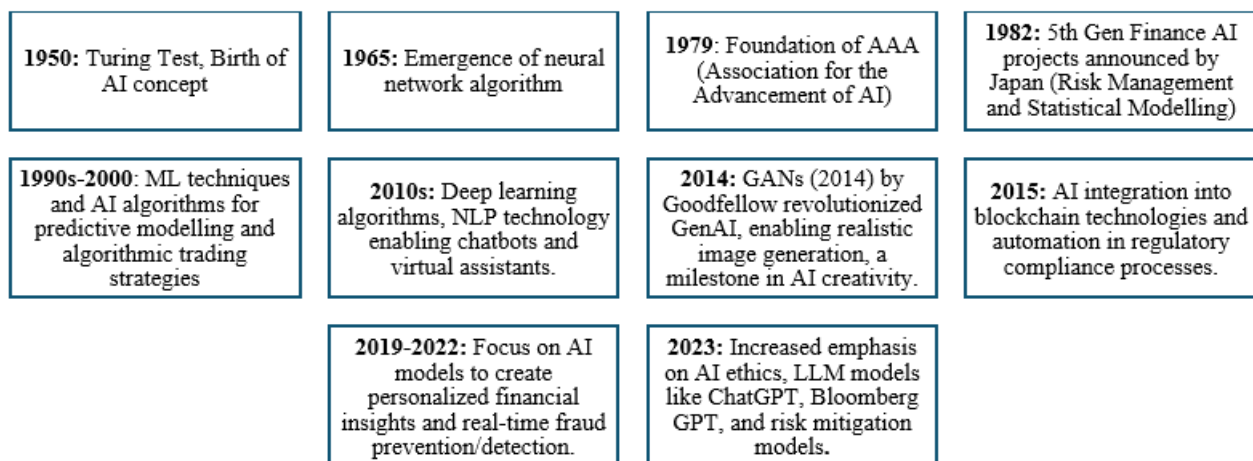 1950: Turing Test, Birth of
AI concept
1965: Emergence of neural
network algorithm
1979: Foundation of AAA
(Association for the
Advancement of AI)
1982: 5th Gen Finance AI
projects announced by
Japan (Risk Management
and Statistical Modelling)
1990s-2000: ML techniques
and AI algorithms for
predictive modelling and
algorithmic trading
strategies
2010s: Deep learning
algorithms, NLP technology
enabling chatbots and
virtual assistants.
2014: GANs (2014) by
Goodfellow revolutionized
GenAI, enabling realistic
image generation, a
milestone in AI creativity.
2015: AI integration into
blockchain technologies and
automation in regulatory
compliance processes.
2019-2022: Focus on AI
models to create
personalized financial
insights and real-time fraud
prevention/detection.
2023: Increased emphasis
on AI ethics, LLM models
like ChatGPT, Bloomberg
GPT, and risk mitigation
models.